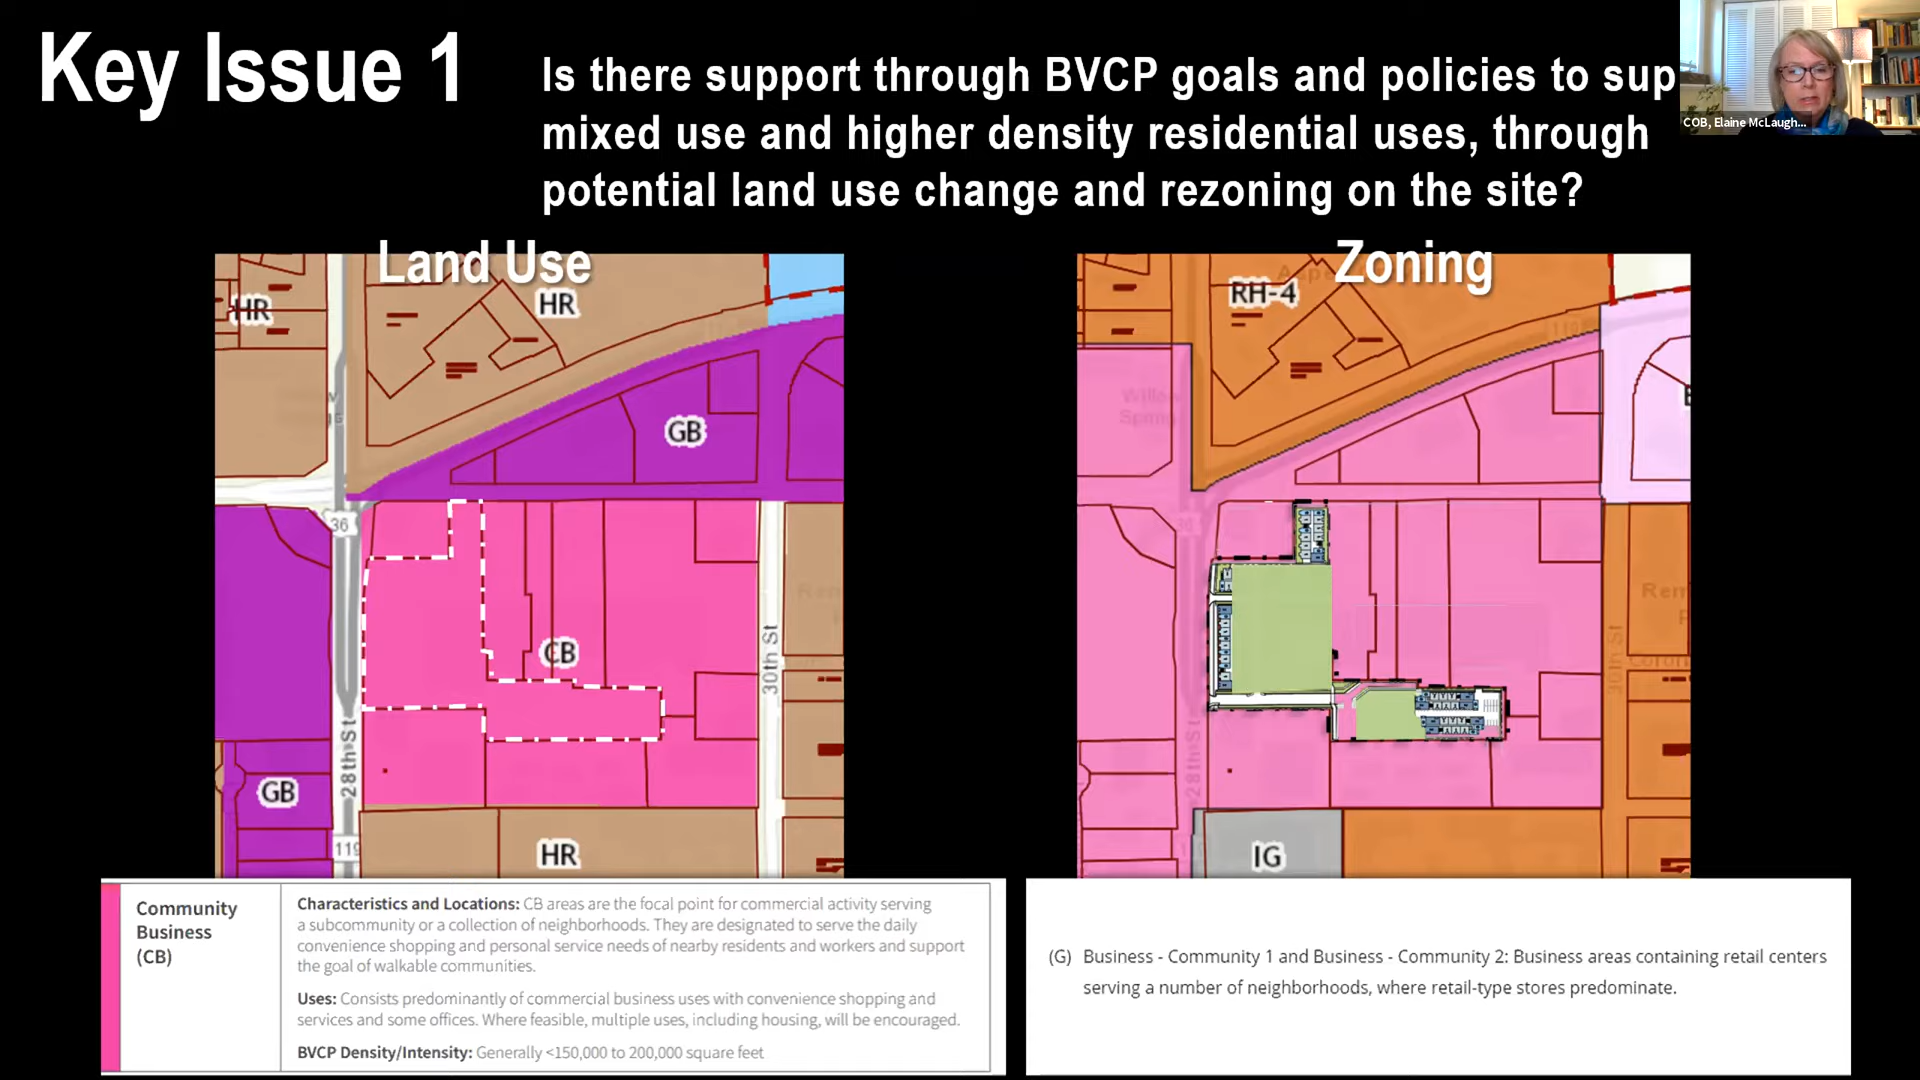 Key Issue 1
Is there support through BVCP goals and policies to sup
mixed use and higher density residential uses, through
potential land use change and rezoning on the site?
COB, Elaine McLaugh...
Land Use
HR
HR
GB
36
CB
30th St
28th St
GB
119
HR
Zoning
RH-4
119
Willow
Spring
30th St
28th St
IG
Community
Business
(CB)
Characteristics and Locations: CB areas are the focal point for commercial activity serving
a subcommunity or a collection of neighborhoods. They are designated to serve the daily
convenience shopping and personal service needs of nearby residents and workers and support
the goal of walkable communities.
Uses: Consists predominantly of commercial business uses with convenience shopping and
services and some offices. Where feasible, multiple uses, including housing, will be encouraged.
BVCP Density/Intensity: Generally <150,000 to 200,000 square feet
(G) Business - Community 1 and Business - Community 2: Business areas containing retail centers
serving a number of neighborhoods, where retail-type stores predominate.